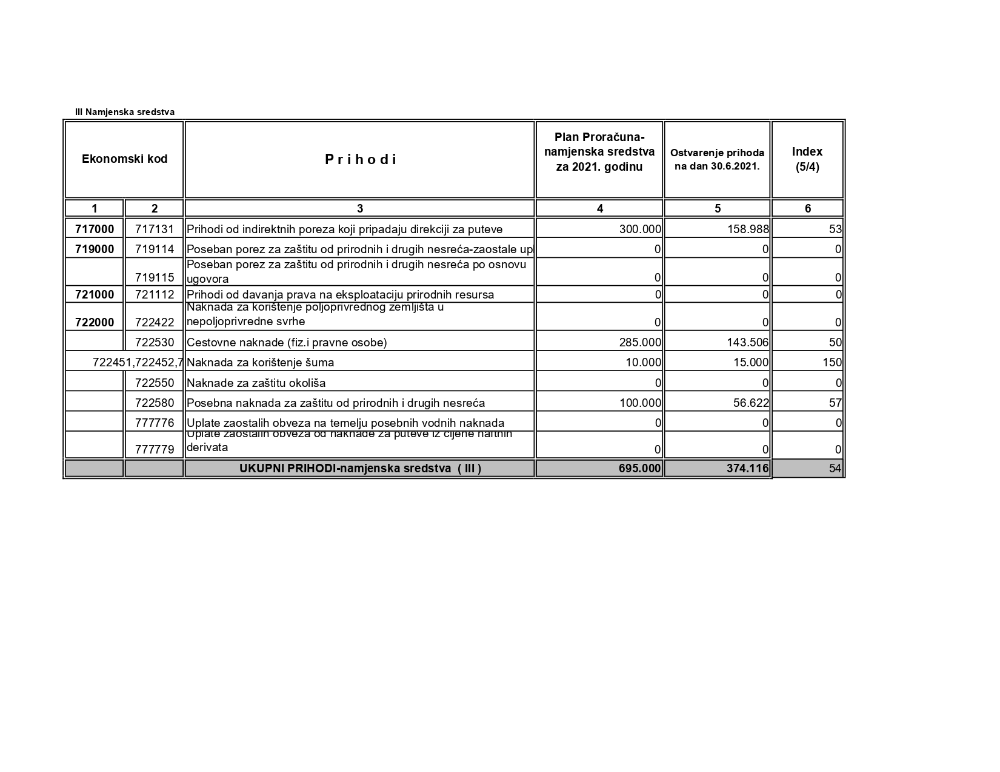 III Namjenska sredstva
Ekonomski kod
P r i h o d i
Plan Proračuna-
namjenska sredstva
za 2021. godinu
Ostvarenje prihoda
na dan 30.6.2021.
Index
(5/4)
1 2 3 4 5 6
717000 717131 Prihodi od indirektnih poreza koji pripadaju direkciji za puteve 300.000 158.988 53
719000 719114 Poseban porez za zaštitu od prirodnih i drugih nesreća-zaostale upl 0 0 0
Poseban porez za zaštitu od prirodnih i drugih nesreća po osnovu
719115 ugovora 0 0 0
721000 721112 Prihodi od davanja prava na eksploataciju prirodnih resursa 0 0 0
Naknada za korištenje poljoprivrednog zemljišta u
722000 722422 nepoljoprivredne svrhe 0 0 0
722530 Cestovne naknade (fiz.i pravne osobe) 285.000 143.506 50
722451,722452,7 Naknada za korištenje šuma 10.000 15.000 150
722550 Naknade za zaštitu okoliša 0 0 0
722580 Posebna naknada za zaštitu od prirodnih i drugih nesreća 100.000 56.622 57
777776 Uplate zaostalih obveza na temelju posebnih vodnih naknada 0 0 0
Uplate zaostalih obveza od naknade za puteve iz cijene naftnih
777779 derivata 0 0 0
UKUPNI PRIHODI-namjenska sredstva ( III ) 695.000 374.116 54